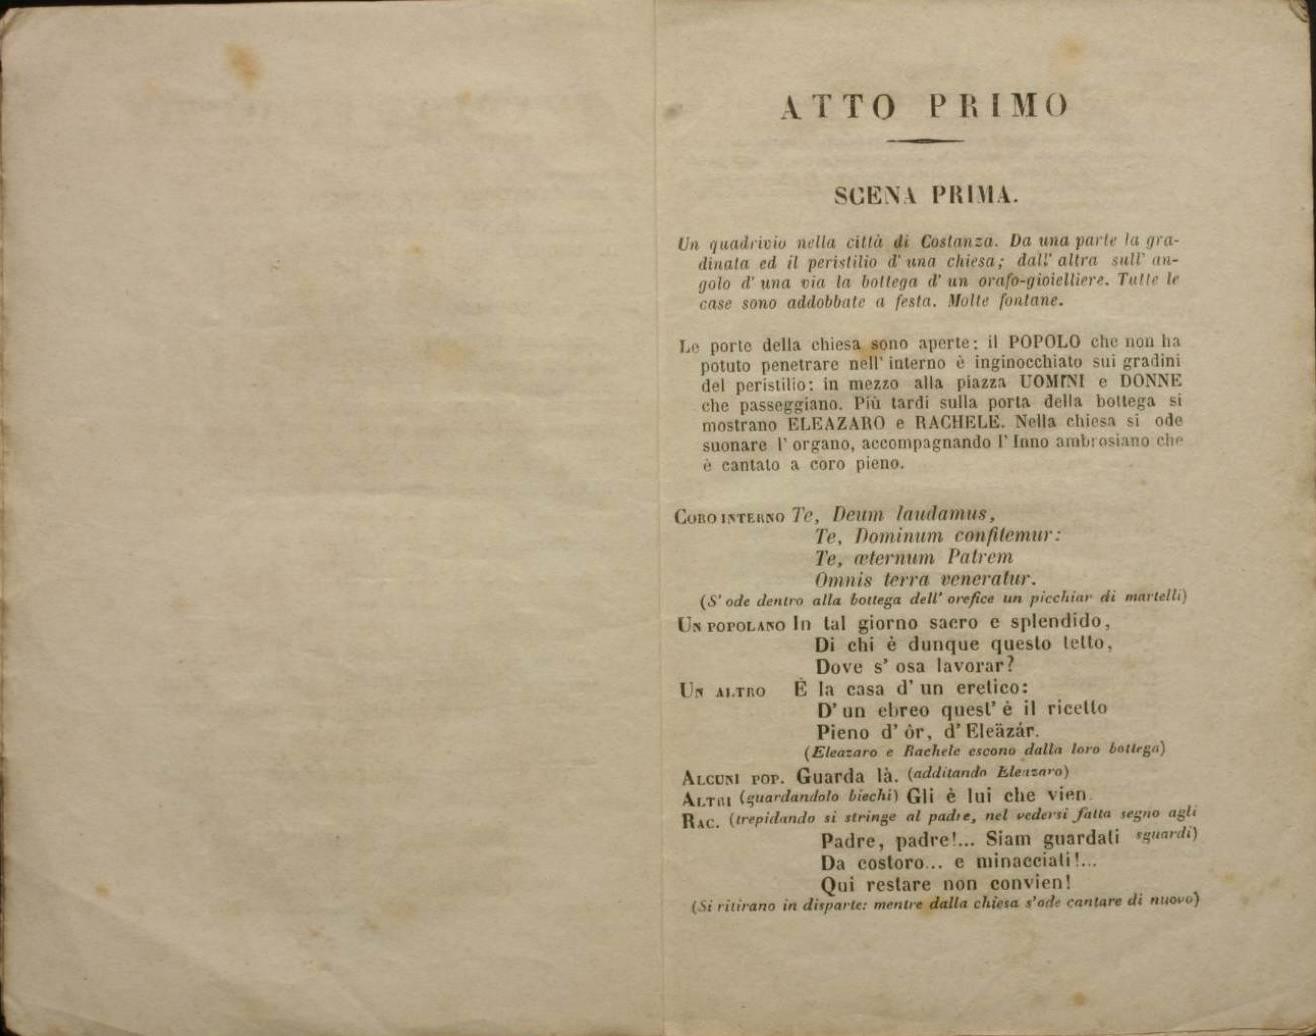 ATTO PRIMO
SCENA PRIMA.
Un quadrivio nella città di Costanza. Da una parte la gra-
dinata ed il peristilio d' una chiesa; dall' altra sull' an-
golo d' una via la bottega d' un orafo-gioielliere. Tutte le
case sono addobbate a festa. Molte fontane.
Le porte della chiesa sono aperte: il POPOLO che non ha
potuto penetrare nell' interno è inginocchiato sui gradini
del peristilio: in mezzo alla piazza UOMINI e DONNE
che passeggiano. Più tardi sulla porta della bottega si
mostrano ELEAZARO e RACHELE. Nella chiesa si ode
suonare l' organo, accompagnando l' Inno ambrosiano che
è cantato a coro pieno.
CORO INTERNO Te, Deum laudamus,
Te, Dominum confitemur:
Te, æternum Patrem
Omnis terra veneratur.
(S' ode dentro alla bottega dell' orefice un picchiar di martelli)
UN POPOLANO In tal giorno sacro e splendido,
Di chi è dunque questo tetto,
Dove s' osa lavorar?
UN ALTRO È la casa d' un eretico:
D' un ebreo quest' è il ricetto
Pieno d' ôr, d' Eleäzár.
(Eleazaro e Rachele escono dalla loro bottega)
ALCUNI POP. Guarda là. (additando Eleazaro)
ALTRI (guardandolo biechi) Gli è lui che vien.
RAC. (trepidando si stringe al padre, nel vedersi fatta segno agli
Padre, padre!... Siam guardati sguardi)
Da costoro... e minacciati!...
Qui restare non convien!
(Si ritirano in disparte: mentre dalla chiesa s'ode cantare di nuovo)